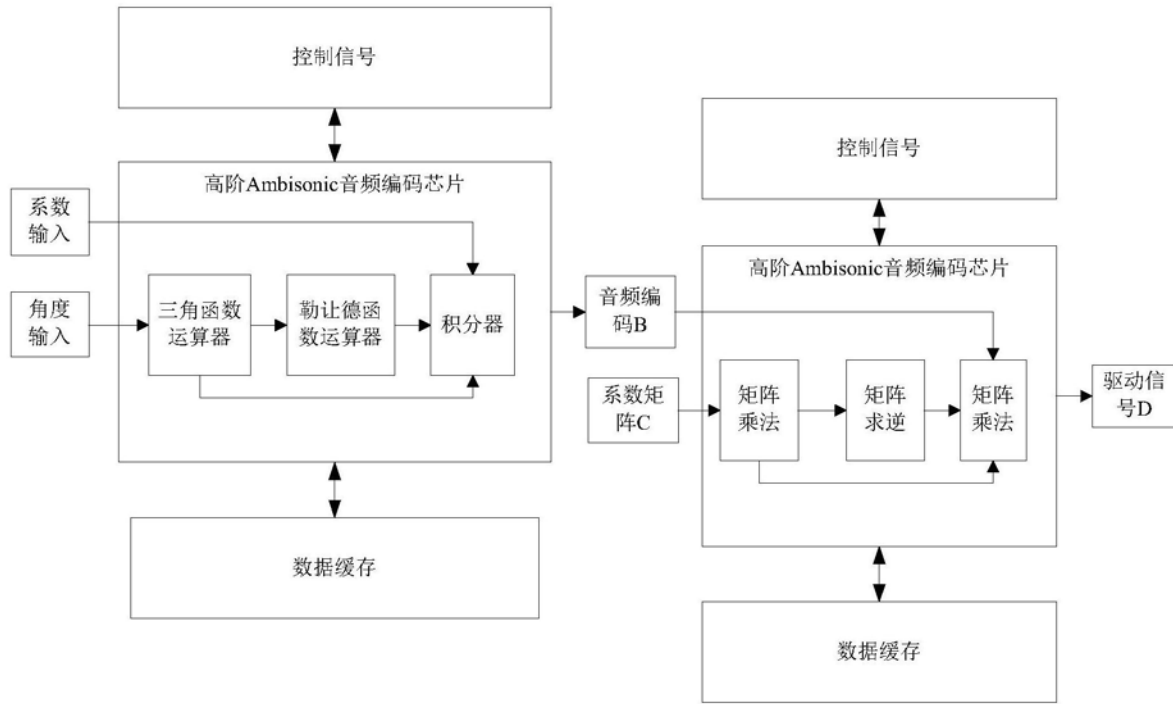 控制信号
高阶Ambisonic音频编码芯片
系数
输入
角度
输入
三角函数
运算器
勒让德函
数运算器
积分器
数据缓存
控制信号
高阶Ambisonic音频编码芯片
音频编
码B
系数矩
阵C
矩阵
乘法
矩阵
求逆
矩阵
乘法
驱动信
号D
数据缓存